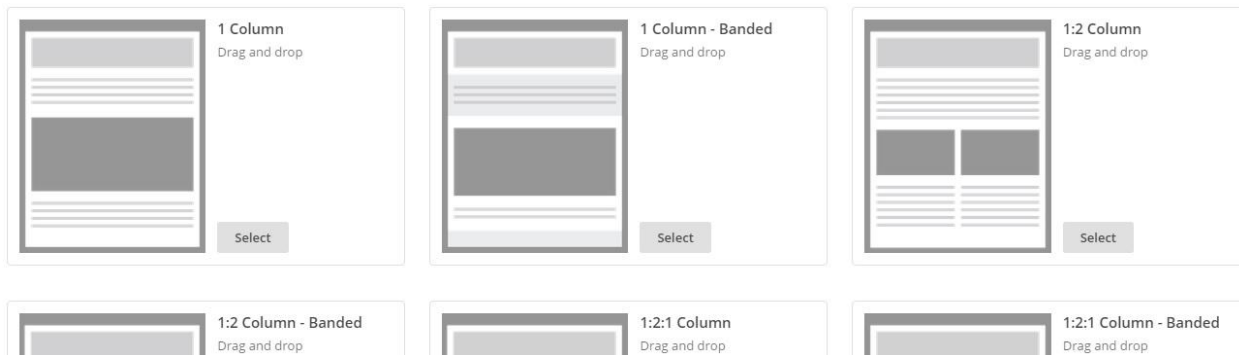 1 Column
Drag and drop
Select
1 Column - Banded
Drag and drop
Select
1:2 Column
Drag and drop
Select
1:2 Column - Banded
Drag and drop
1:2:1 Column
Drag and drop
1:2:1 Column - Banded
Drag and drop